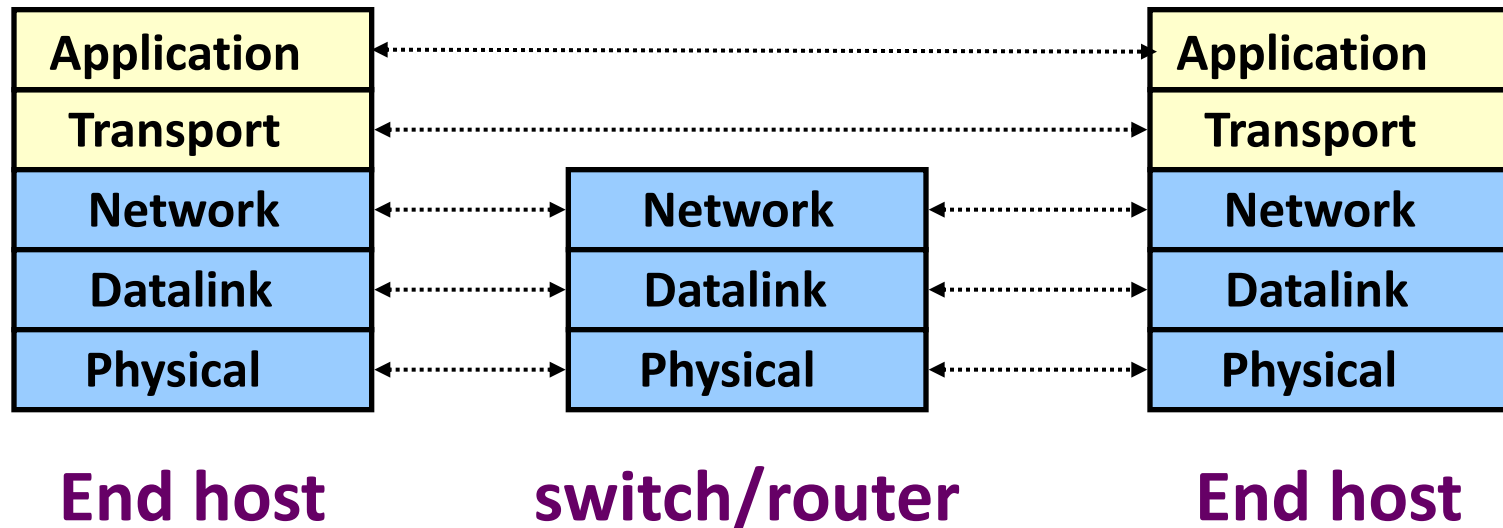 Application
Application
Transport
Transport
Network
Network
Network
Datalink
Datalink
Datalink
Physical
Physical
Physical
End host
switch/router
End host